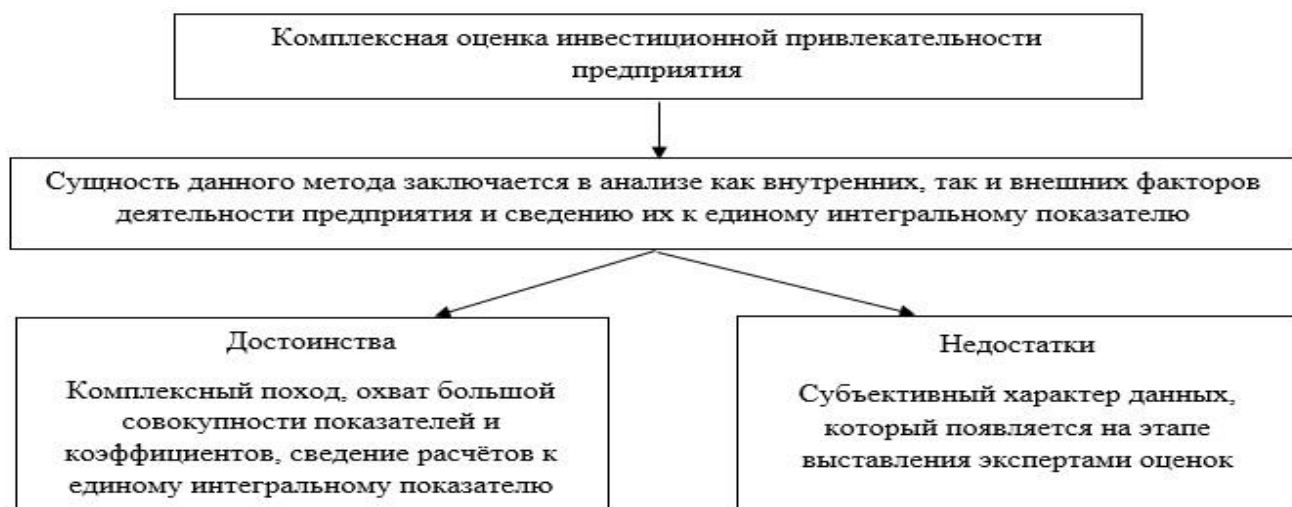 Комплексная оценка инвестиционной привлекательности
предприятия
Сущность данного метода заключается в анализе как внутренних, так и внешних факторов
деятельности предприятия и сведению их к единому интегральному показателю
Достоинства
Комплексный поход, охват большой
совокупности показателей и
коэффициентов, сведение расчётов к
единому интегральному показателю
Недостатки
Субъективный характер данных,
который появляется на этапе
выставления экспертами оценок